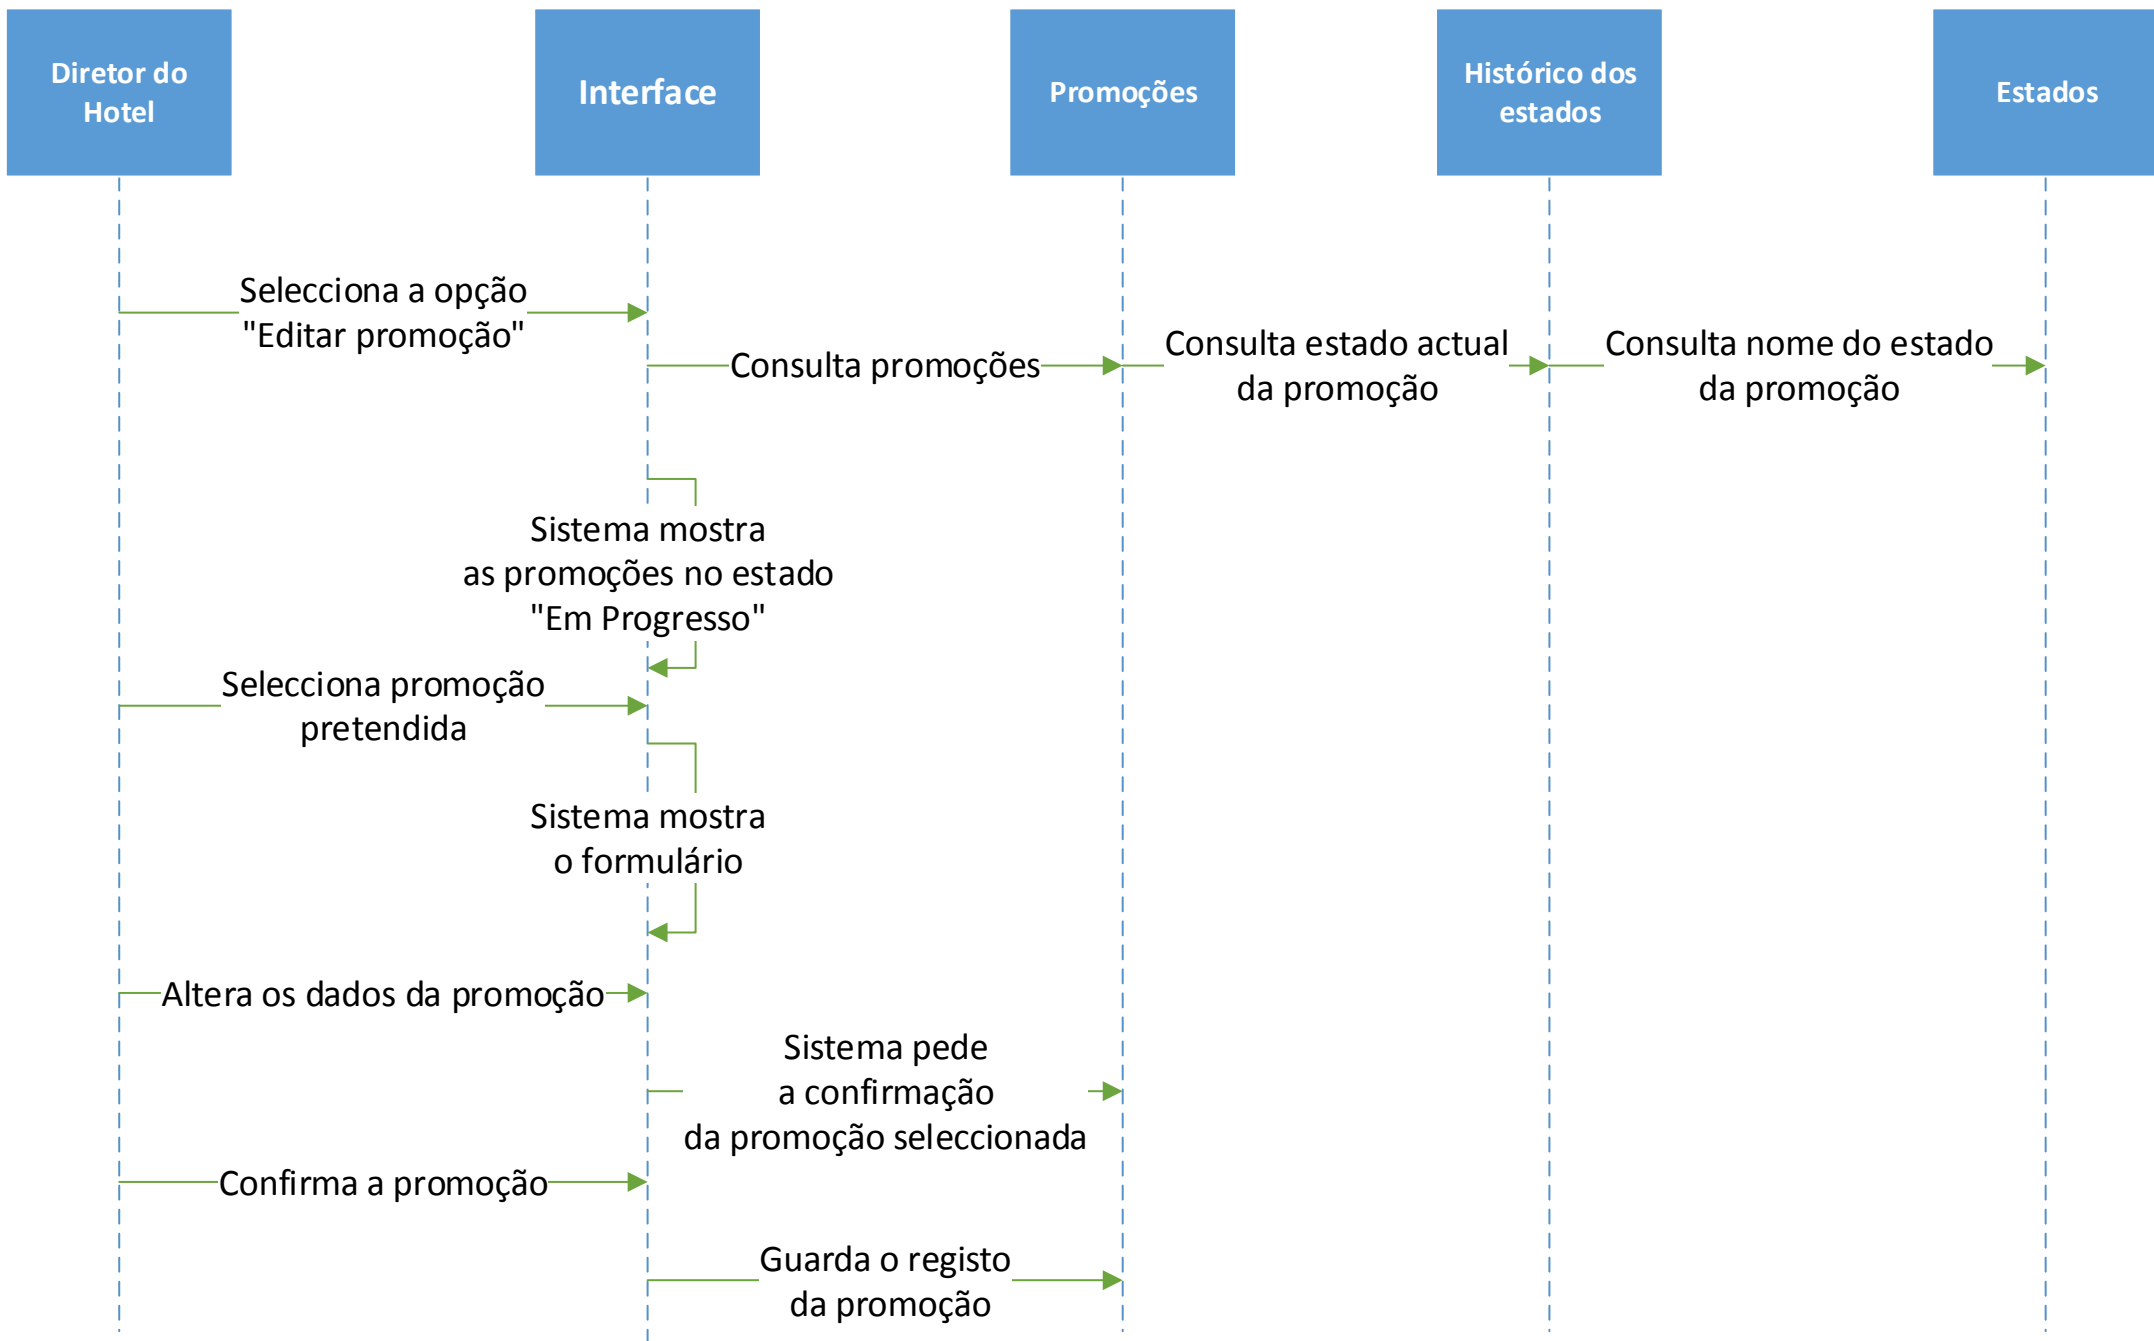 Diretor do
Hotel
Interface
Promoções
Histórico dos
estados
Estados
Selecciona a opção
"Editar promoção"
Consulta promoções
Consulta estado actual
da promoção
Consulta nome do estado
da promoção
Sistema mostra
as promoções no estado
"Em Progresso"
Selecciona promoção
pretendida
Sistema mostra
o formulário
Altera os dados da promoção
Sistema pede
a confirmação
da promoção seleccionada
Confirma a promoção
Guarda o registo
da promoção